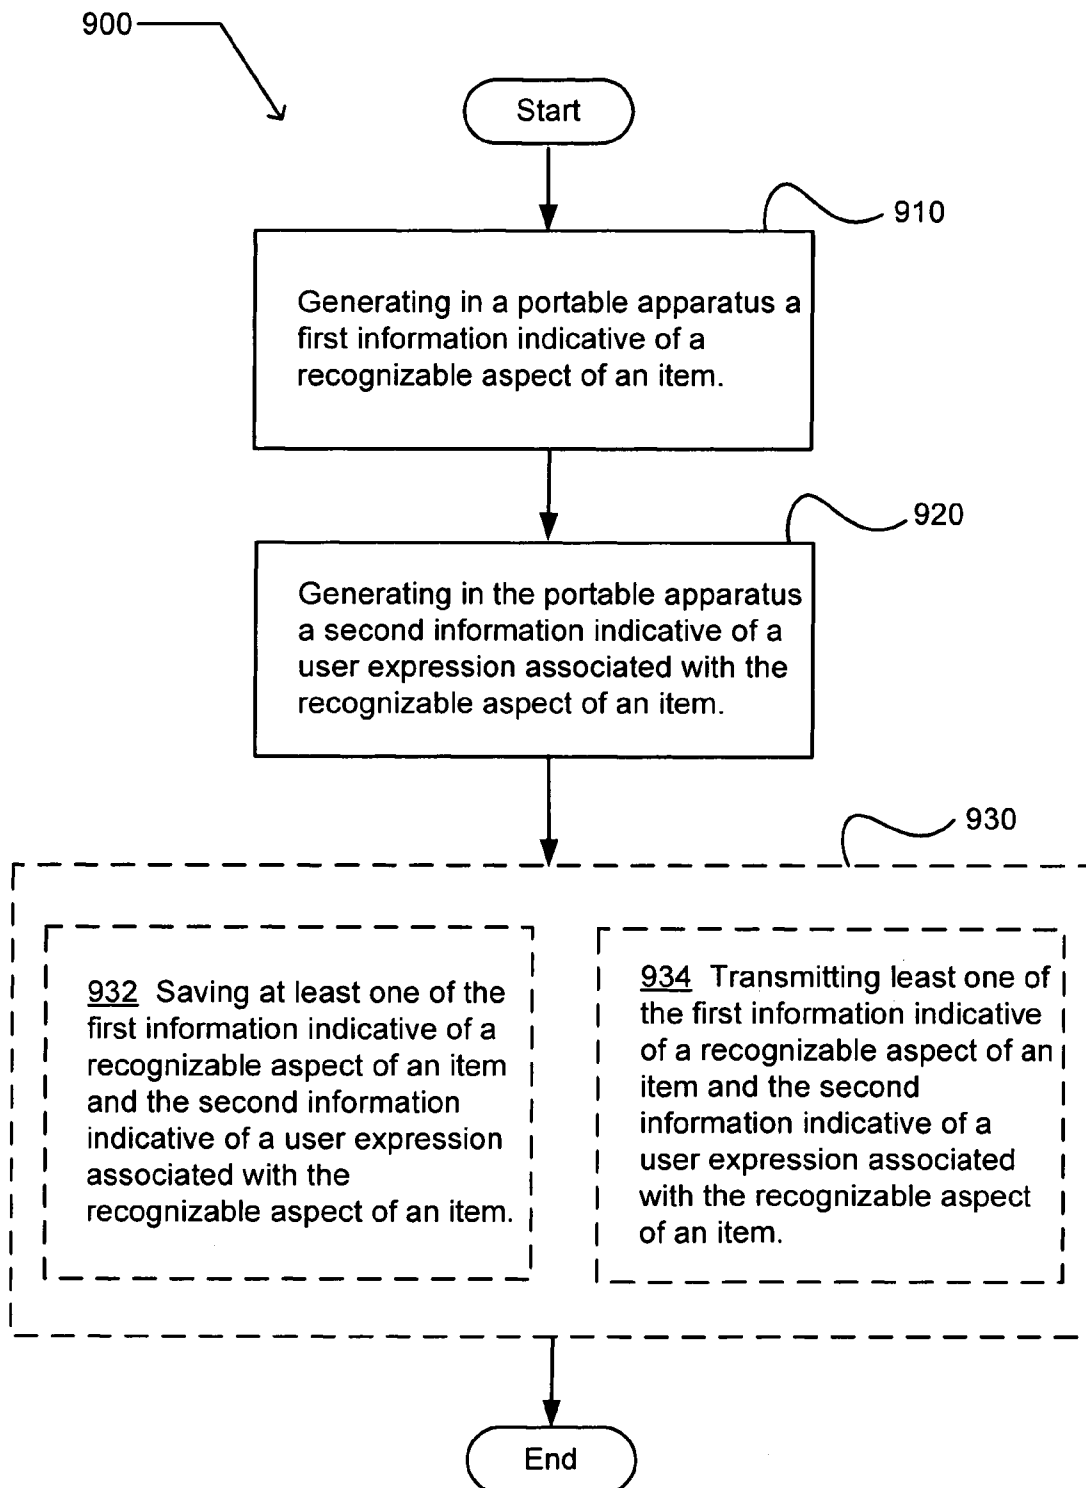 900
Start
910
Generating in a portable apparatus a
first information indicative of a
recognizable aspect of an item.
920
Generating in the portable apparatus
a second information indicative of a
user expression associated with the
recognizable aspect of an item.
930
932 Saving at least one of the
first information indicative of a
recognizable aspect of an item
and the second information
indicative of a user expression
associated with the
recognizable aspect of an item.
934 Transmitting least one of
the first information indicative
of a recognizable aspect of an
item and the second
information indicative of a
user expression associated
with the recognizable aspect
of an item.
End